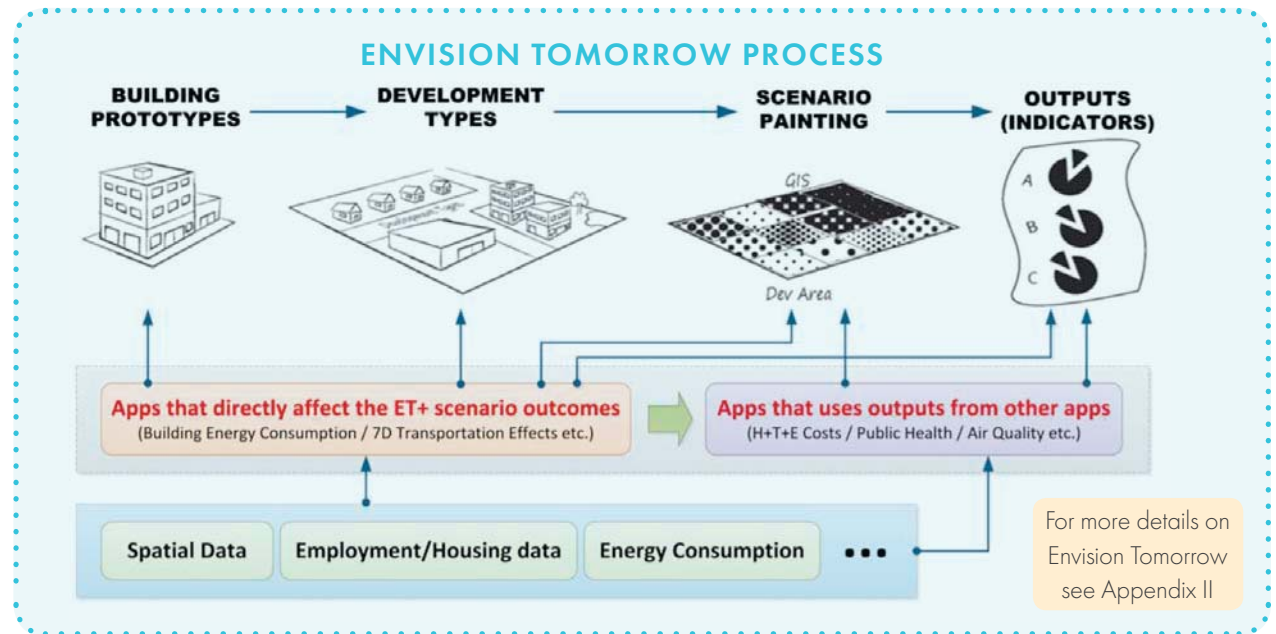 ENVISION TOMORROW PROCESS
BUILDING
PROTOTYPES
DEVELOPMENT
TYPES
SCENARIO
PAINTING
OUTPUTS
(INDICATORS)
GIS
Dev Area
A
B
C
Apps that directly affect the ET+ scenario outcomes
(Building Energy Consumption / 7D Transportation Effects etc.)
Apps that uses outputs from other apps
(H+T+E Costs / Public Health / Air Quality etc.)
Spatial Data
Employment/Housing data
Energy Consumption
•••
For more details on
Envision Tomorrow
see Appendix II